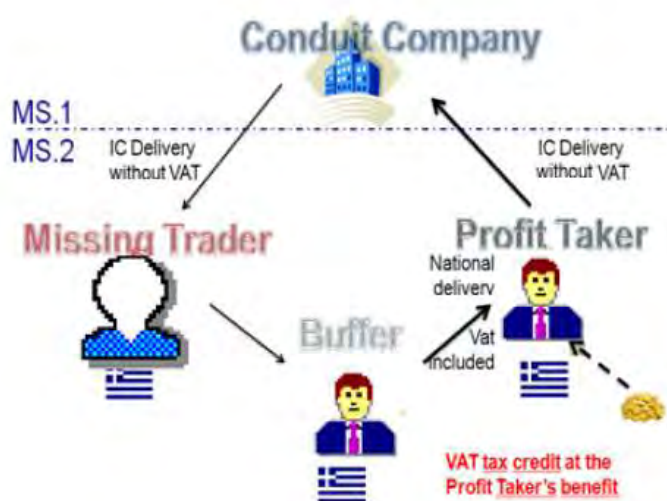 Conduit Company
MS.1
MS.2
IC Delivery
without VAT
IC Delivery
without VAT
Missing Trader
Profit Taker
National
delivery
Buffer
Vat
included
VAT tax credit at the
Profit Taker's benefit